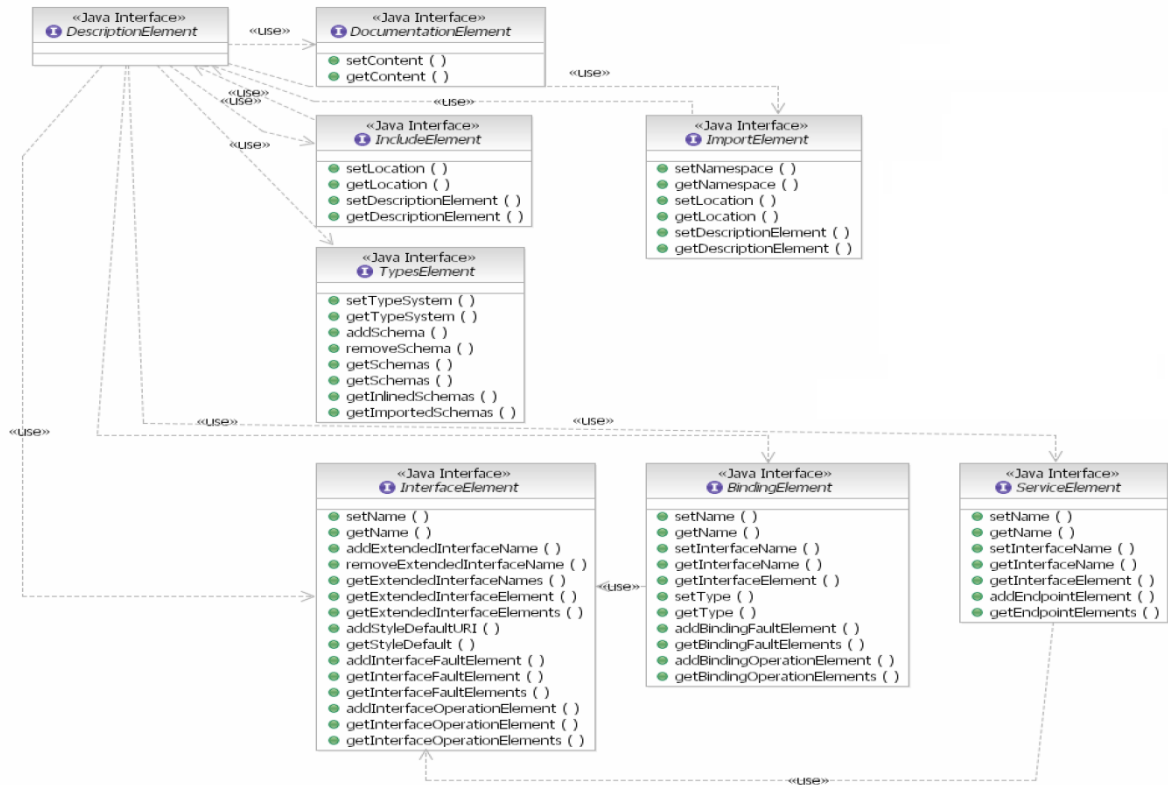 «Java Interface»
DescriptionElement
«use»
«Java Interface»
DocumentationElement
setContent ( )
getContent ( )
«use»
«use»
«use»
«use»
«use»
«Java Interface»
IncludeElement
setLocation ( )
getLocation ( )
setDescriptionElement ( )
getDescriptionElement ( )
«Java Interface»
ImportElement
setNamespace ( )
getNamespace ( )
setLocation ( )
getLocation ( )
setDescriptionElement ( )
getDescriptionElement ( )
«Java Interface»
TypesElement
setTypeSystem ( )
getTypeSystem ( )
addSchema ( )
removeSchema ( )
getSchemas ( )
getSchemas ( )
getInlinedSchemas ( )
getImportedSchemas ( )
«use»
«use»
«use»
«Java Interface»
InterfaceElement
setName ( )
getName ( )
addExtendedInterfaceName ( )
removeExtendedInterfaceName ( )
getExtendedInterfaceNames ( )
getExtendedInterfaceElement ( )
getExtendedInterfaceElements ( )
addStyleDefaultURI ( )
getStyleDefault ( )
addInterfaceFaultElement ( )
getInterfaceFaultElement ( )
getInterfaceFaultElements ( )
addInterfaceOperationElement ( )
getInterfaceOperationElement ( )
getInterfaceOperationElements ( )
«use»
«Java Interface»
BindingElement
setName ( )
getName ( )
setInterfaceName ( )
getInterfaceName ( )
getInterfaceElement ( )
setType ( )
getType ( )
addBindingFaultElement ( )
getBindingFaultElements ( )
addBindingOperationElement ( )
getBindingOperationElements ( )
«Java Interface»
ServiceElement
setName ( )
getName ( )
setInterfaceName ( )
getInterfaceName ( )
getInterfaceElement ( )
addEndpointElement ( )
getEndpointElements ( )
«use»